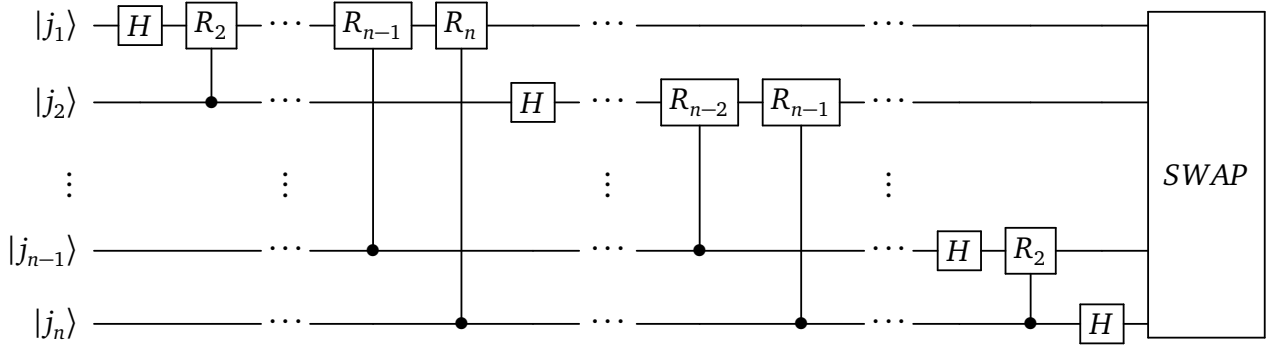 |j₁⟩ H R₂ ⋯ Rₙ₋₁ Rₙ ⋯ ⋯
|j₂⟩ ⋯ H ⋯ Rₙ₋₂ Rₙ₋₁ ⋯
⋮ ⋮ ⋮ ⋮ SWAP
|jₙ₋₁⟩ ⋯ ⋯ ⋯ H R₂
|jₙ⟩ ⋯ ⋯ ⋯ H